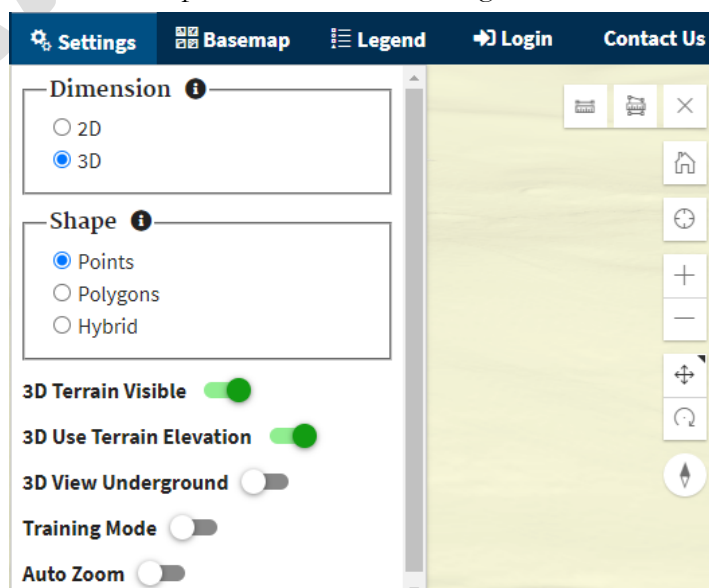 Settings Basemap Legend Login Contact Us
Dimension
2D
3D
Shape
Points
Polygons
Hybrid
3D Terrain Visible
3D Use Terrain Elevation
3D View Underground
Training Mode
Auto Zoom